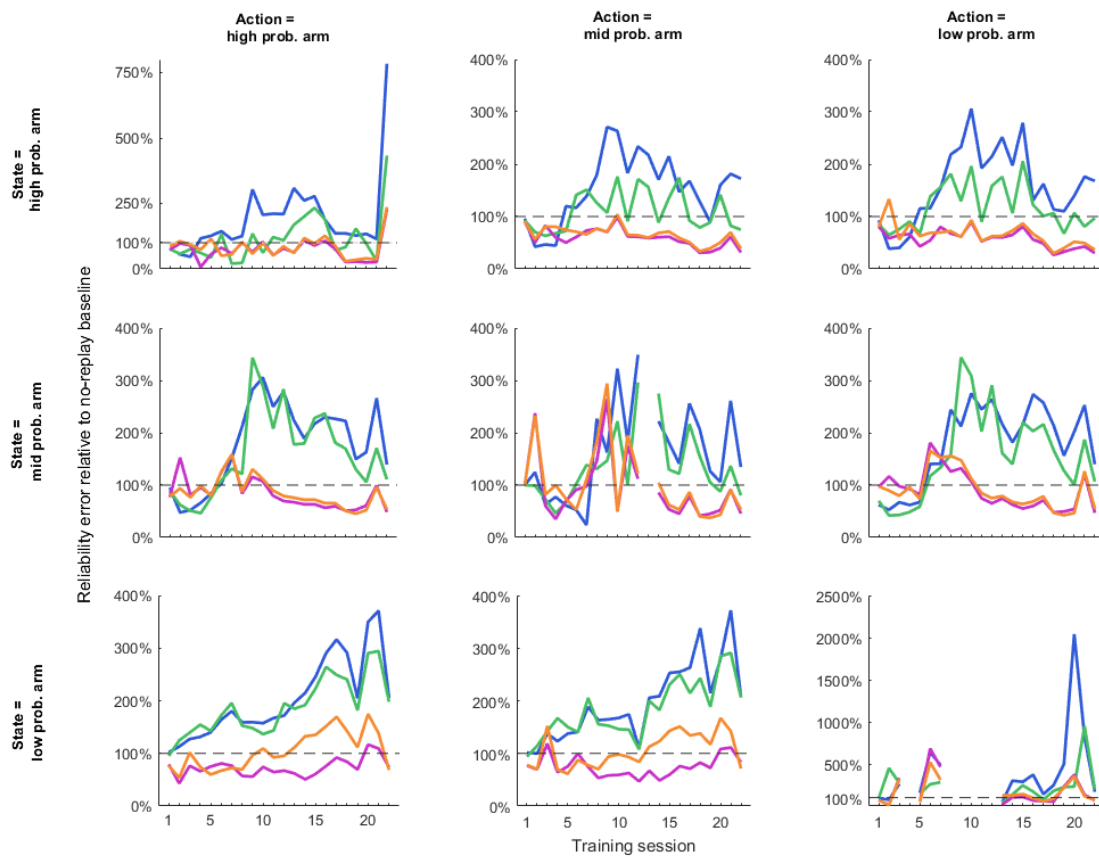 Action =
high prob. arm
Action =
mid prob. arm
Action =
low prob. arm
Reliability error relative to no-replay baseline
State =
high prob. arm
750%
500%
250%
100%
0%
400%
300%
200%
100%
0%
400%
300%
200%
100%
0%
State =
mid prob. arm
400%
300%
200%
100%
0%
400%
300%
200%
100%
0%
400%
300%
200%
100%
0%
State =
low prob. arm
400%
300%
200%
100%
0%
1 5 10 15 20
400%
300%
200%
100%
0%
1 5 10 15 20
2500%
2000%
1500%
1000%
500%
100%
1 5 10 15 20
Training session